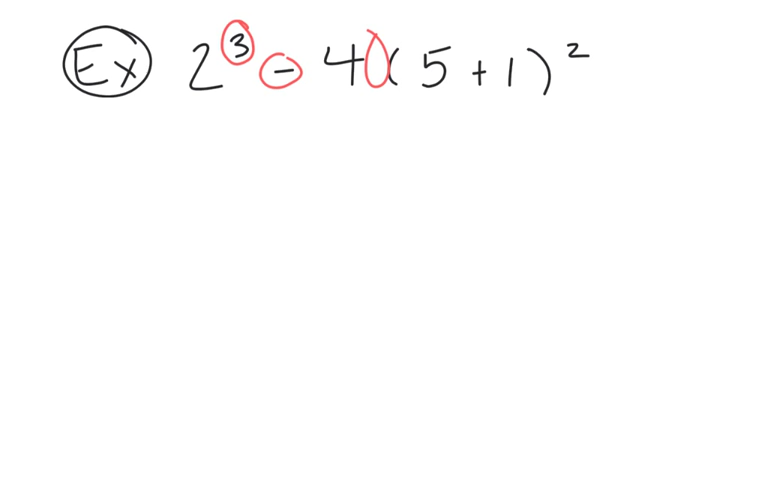 Ex 2³ - 4(5 + 1)²